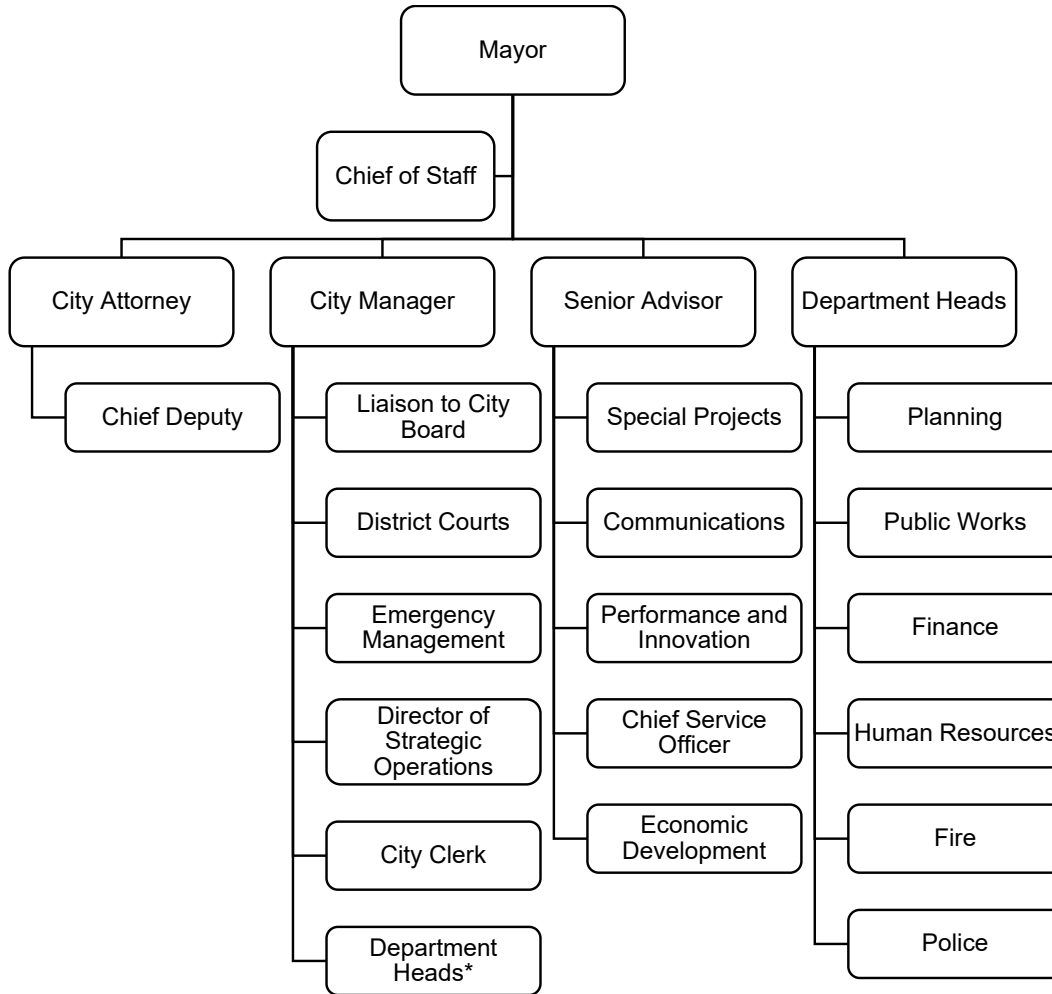 Mayor
Chief of Staff
City Attorney
City Manager
Senior Advisor
Department Heads
Chief Deputy
Liaison to City
Board
District Courts
Emergency
Management
Director of
Strategic
Operations
City Clerk
Department
Heads*
Special Projects
Communications
Performance and
Innovation
Chief Service
Officer
Economic
Development
Planning
Public Works
Finance
Human Resources
Fire
Police